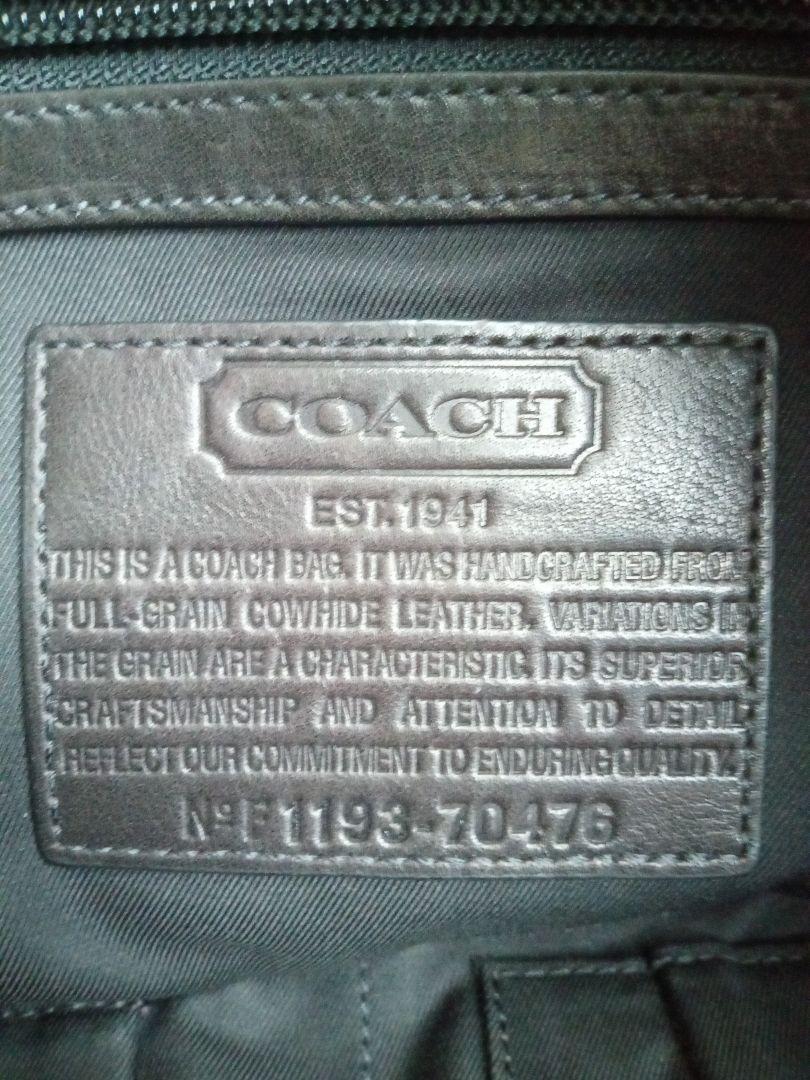 COACH
EST. 1941
THIS IS A COACH BAG. IT WAS HANDCRAFTED FROM
FULL-GRAIN COWHIDE LEATHER. VARIATIONS IN
THE GRAIN ARE A CHARACTERISTIC. ITS SUPERIOR
CRAFTSMANSHIP AND ATTENTION TO DETAIL
REFLECT OUR COMMITMENT TO ENDURING QUALITY.
Nº F1193-70476